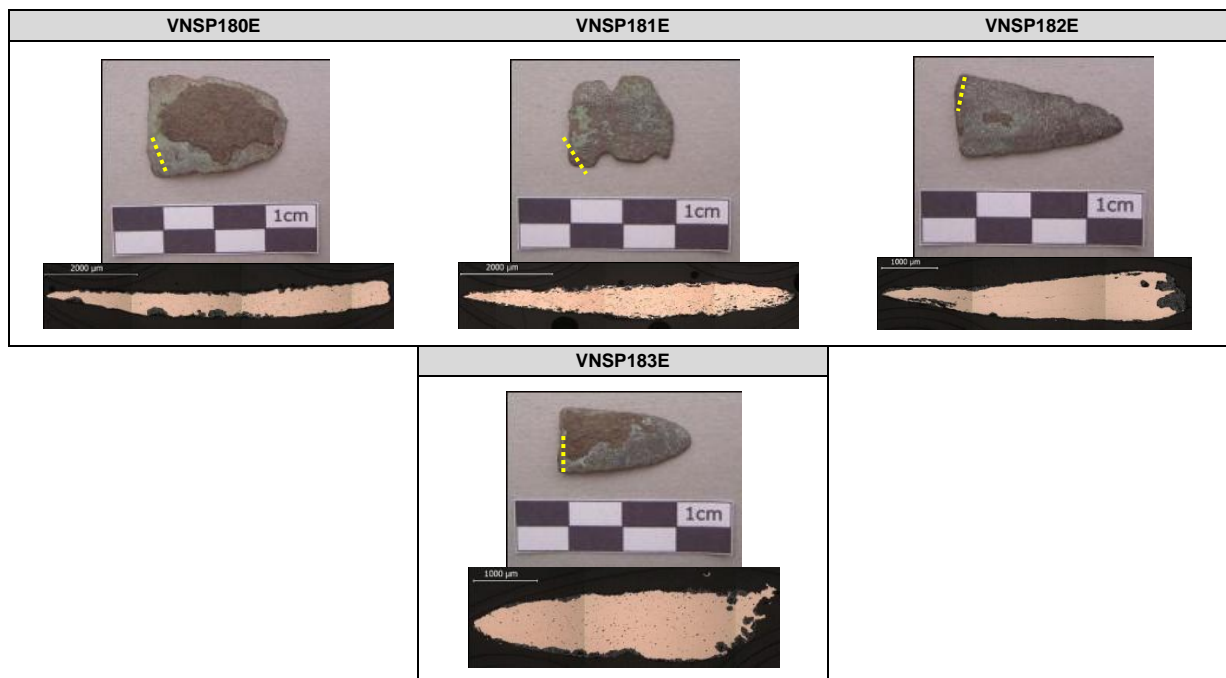 VNSP180E
VNSP181E
VNSP182E
1cm
1cm
1cm
2000 µm
2000 µm
1000 µm
VNSP183E
1cm
1000 µm